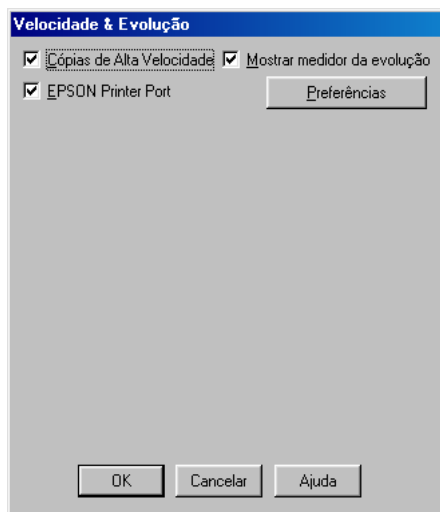 Velocidade & Evolução
Cópias de Alta Velocidade Mostrar medidor da evolução
EPSON Printer Port Preferências
OK Cancelar Ajuda